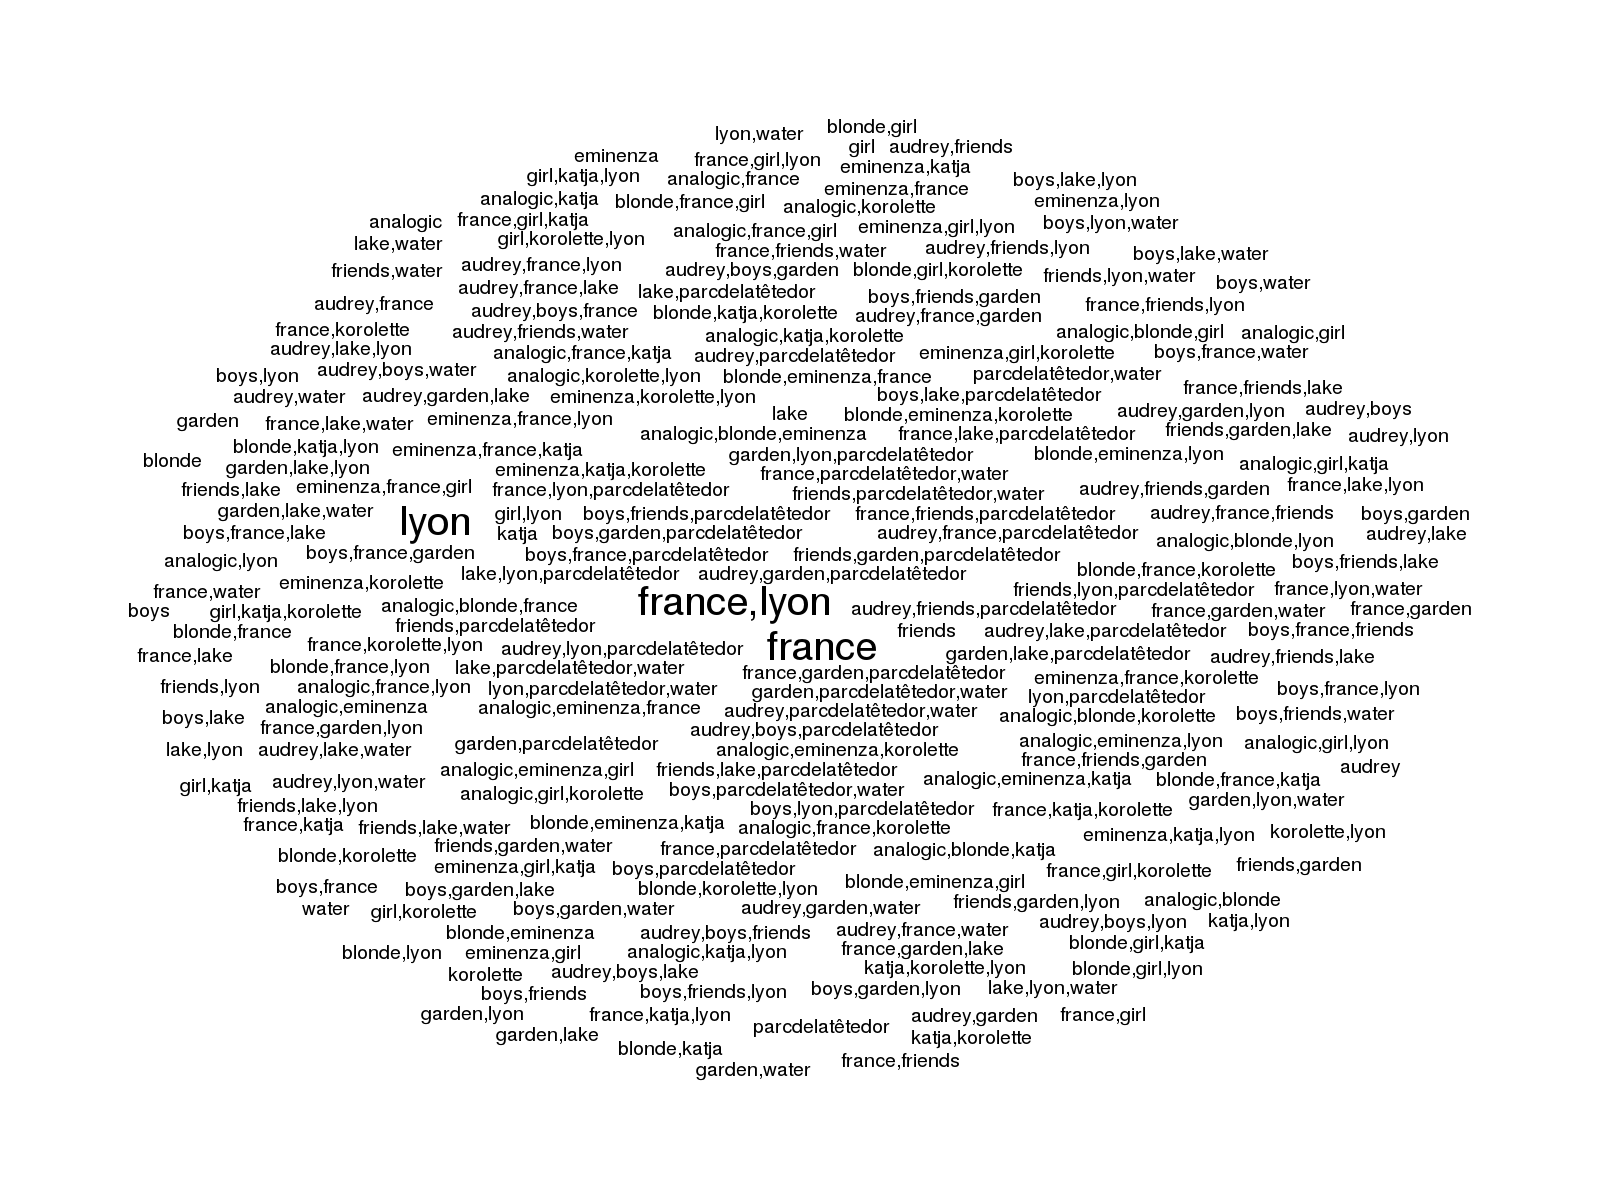 lyon,water blonde,girl
girl audrey,friends
eminenza france,girl,lyon eminenza,katja
girl,katja,lyon analogic,france boys,lake,lyon
eminenza,france
analogic,katja blonde,france,girl analogic,korolette eminenza,lyon
analogic france,girl,katja analogic,france,girl eminenza,girl,lyon boys,lyon,water
lake,water girl,korolette,lyon france,friends,water audrey,friends,lyon boys,lake,water
friends,water audrey,france,lyon audrey,boys,garden blonde,girl,korolette friends,lyon,water boys,water
audrey,france,lake lake,parcdelatêtedor boys,friends,garden
audrey,france audrey,boys,france blonde,katja,korolette audrey,france,garden france,friends,lyon
france,korolette audrey,friends,water analogic,katja,korolette analogic,blonde,girl analogic,girl
audrey,lake,lyon analogic,france,katja audrey,parcdelatêtedor eminenza,girl,korolette boys,france,water
boys,lyon audrey,boys,water analogic,korolette,lyon blonde,eminenza,france parcdelatêtedor,water
audrey,water audrey,garden,lake eminenza,korolette,lyon boys,lake,parcdelatêtedor france,friends,lake
garden france,lake,water eminenza,france,lyon lake blonde,eminenza,korolette audrey,garden,lyon audrey,boys
analogic,blonde,eminenza france,lake,parcdelatêtedor friends,garden,lake audrey,lyon
blonde,katja,lyon eminenza,france,katja garden,lyon,parcdelatêtedor blonde,eminenza,lyon
blonde garden,lake,lyon eminenza,katja,korolette france,parcdelatêtedor,water analogic,girl,katja
friends,lake eminenza,france,girl france,lyon,parcdelatêtedor friends,parcdelatêtedor,water audrey,friends,garden france,lake,lyon
garden,lake,water lyon girl,lyon boys,friends,parcdelatêtedor france,friends,parcdelatêtedor audrey,france,friends boys,garden
boys,france,lake katja boys,garden,parcdelatêtedor audrey,france,parcdelatêtedor analogic,blonde,lyon audrey,lake
analogic,lyon boys,france,garden boys,france,parcdelatêtedor friends,garden,parcdelatêtedor boys,friends,lake
lake,lyon,parcdelatêtedor audrey,garden,parcdelatêtedor blonde,france,korolette
france,water eminenza,korolette friends,lyon,parcdelatêtedor france,lyon,water
boys girl,katja,korolette analogic,blonde,france france,lyon audrey,friends,parcdelatêtedor france,garden,water france,garden
blonde,france friends,parcdelatêtedor friends audrey,lake,parcdelatêtedor boys,france,friends
france,lake france,korolette,lyon audrey,lyon,parcdelatêtedor france garden,lake,parcdelatêtedor audrey,friends,lake
blonde,france,lyon lake,parcdelatêtedor,water france,garden,parcdelatêtedor eminenza,france,korolette
friends,lyon analogic,france,lyon lyon,parcdelatêtedor,water garden,parcdelatêtedor,water lyon,parcdelatêtedor boys,france,lyon
analogic,eminenza analogic,eminenza,france audrey,parcdelatêtedor,water analogic,blonde,korolette boys,friends,water
boys,lake france,garden,lyon audrey,boys,parcdelatêtedor
lake,lyon audrey,lake,water garden,parcdelatêtedor analogic,eminenza,korolette analogic,eminenza,lyon analogic,girl,lyon
analogic,eminenza,girl friends,lake,parcdelatêtedor france,friends,garden audrey
girl,katja audrey,lyon,water analogic,girl,korolette boys,parcdelatêtedor,water analogic,eminenza,katja blonde,france,katja
friends,lake,lyon boys,lyon,parcdelatêtedor france,katja,korolette garden,lyon,water
france,katja friends,lake,water blonde,eminenza,katja analogic,france,korolette eminenza,katja,lyon korolette,lyon
blonde,korolette friends,garden,water france,parcdelatêtedor analogic,blonde,katja
eminenza,girl,katja boys,parcdelatêtedor france,girl,korolette friends,garden
boys,france boys,garden,lake blonde,korolette,lyon blonde,eminenza,girl
water girl,korolette boys,garden,water audrey,garden,water friends,garden,lyon analogic,blonde
blonde,eminenza audrey,boys,friends audrey,france,water audrey,boys,lyon katja,lyon
blonde,lyon eminenza,girl analogic,katja,lyon france,garden,lake blonde,girl,katja
korolette audrey,boys,lake katja,korolette,lyon blonde,girl,lyon
boys,friends boys,friends,lyon boys,garden,lyon lake,lyon,water
garden,lyon france,katja,lyon audrey,garden france,girl
garden,lake parcdelatêtedor katja,korolette
blonde,katja
garden,water france,friends